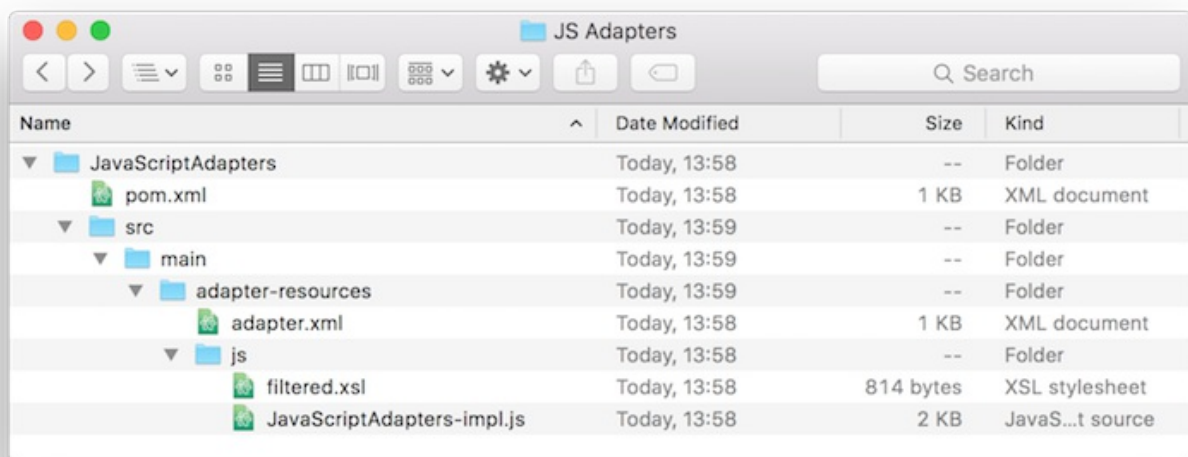 JS Adapters
Search
Name Date Modified Size Kind
JavaScriptAdapters Today, 13:58 -- Folder
pom.xml Today, 13:58 1 KB XML document
src Today, 13:59 -- Folder
main Today, 13:59 -- Folder
adapter-resources Today, 13:59 -- Folder
adapter.xml Today, 13:58 1 KB XML document
js Today, 13:58 -- Folder
filtered.xsl Today, 13:58 814 bytes XSL stylesheet
JavaScriptAdapters-impl.js Today, 13:58 2 KB JavaS...t source